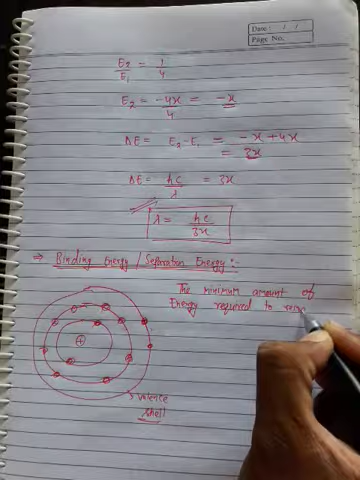 Date : / /
Page No.
E₂/E₁ = 1/4
E₂ = -4x/4 = -x
ΔE = E₂ - E₁ = -x + 4x
= 3x
ΔE = hc/λ = 3x
λ = hc/3x
⇒ Binding Energy / Separation Energy :-
The minimum amount of
Energy required to
+
valence
shell